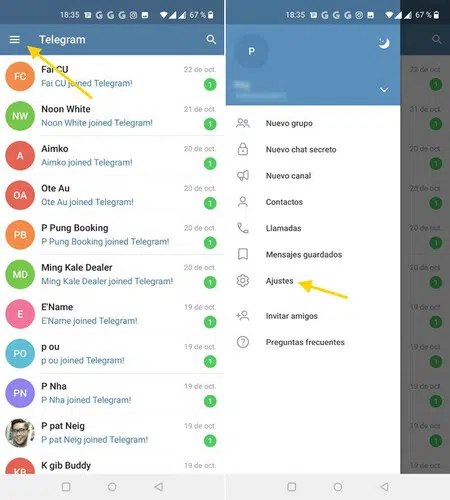 18:35 67 %
Telegram
FC Fai CU 22 de oct.
Fai CU joined Telegram! 1
NW Noon White 21 de oct.
Noon White joined Telegram! 1
A Aimko 20 de oct.
Aimko joined Telegram! 1
OA Ote Au 20 de oct.
Ote Au joined Telegram! 1
PB P Pung Booking 20 de oct.
P Pung Booking joined Telegram! 1
MD Ming Kale Dealer 20 de oct.
Ming Kale Dealer joined Telegram! 1
E E'Name 19 de oct.
E'Name joined Telegram! 1
PO p ou 19 de oct.
p ou joined Telegram! 1
PN P Nha 19 de oct.
P Nha joined Telegram! 1
P pat Neig 19 de oct.
P pat Neig joined Telegram! 1
KB K gib Buddy 19 de oct.
18:35 67 %
P
Nuevo grupo
Nuevo chat secreto
Nuevo canal
Contactos
Llamadas
Mensajes guardados
Ajustes
Invitar amigos
Preguntas frecuentes